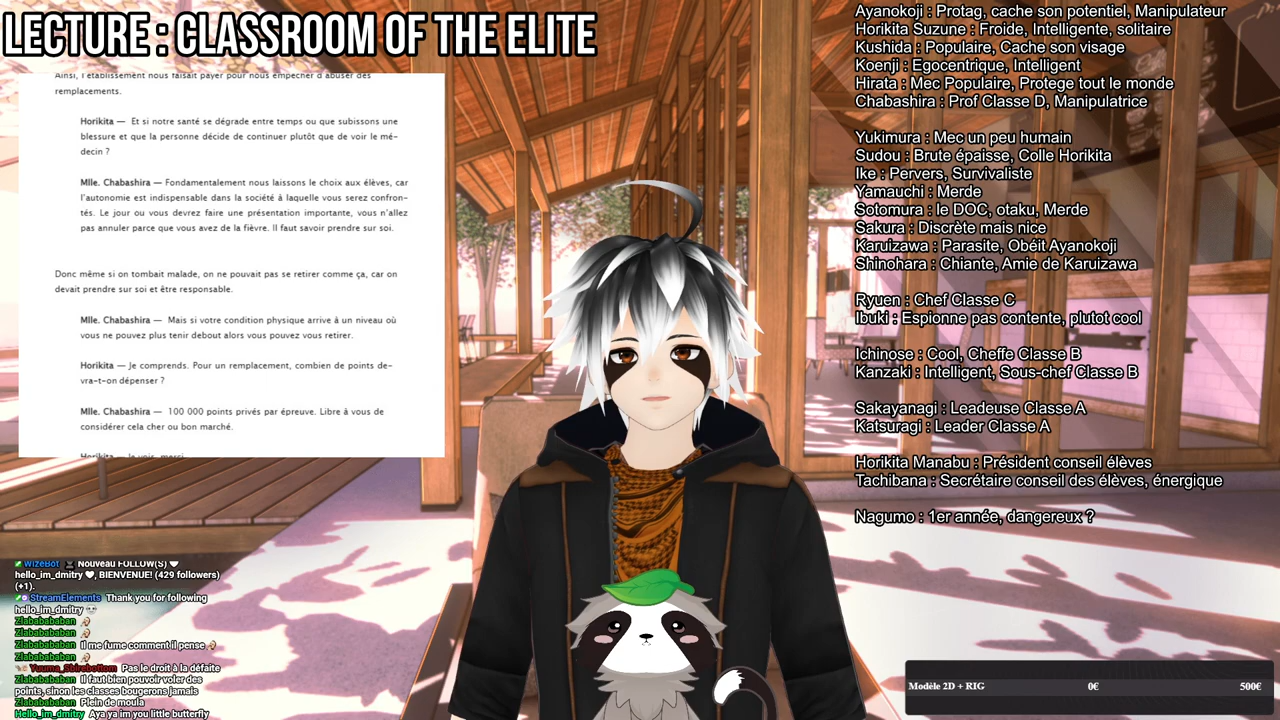 LECTURE : CLASSROOM OF THE ELITE
Ainsi, l'établissement nous faisait payer pour nous empêcher d'abuser des
remplacements.
Horikita — Et si notre santé se dégrade entre temps ou que subissons une
blessure et que la personne décide de continuer plutôt que de voir le mé-
decin ?
Mlle. Chabashira — Fondamentalement nous laissons le choix aux élèves, car
l'autonomie est indispensable dans la société à laquelle vous serez confron-
tés. Le jour ou vous devrez faire une présentation importante, vous n'allez
pas annuler parce que vous avez de la fièvre. Il faut savoir prendre sur soi.
Donc même si on tombait malade, on ne pouvait pas se retirer comme ça, car on
devait prendre sur soi et être responsable.
Mlle. Chabashira — Mais si votre condition physique arrive à un niveau où
vous ne pouvez plus tenir debout alors vous pouvez vous retirer.
Horikita — Je comprends. Pour un remplacement, combien de points de-
vra-t-on dépenser ?
Mlle. Chabashira — 100 000 points privés par épreuve. Libre à vous de
considérer cela cher ou bon marché.
Horikita — Je vois, merci.
Ayanokoji : Protag, cache son potentiel, Manipulateur
Horikita Suzune : Froide, Intelligente, solitaire
Kushida : Populaire, Cache son visage
Koenji : Egocentrique, Intelligent
Hirata : Mec Populaire, Protege tout le monde
Chabashira : Prof Classe D, Manipulatrice
Yukimura : Mec un peu humain
Sudou : Brute épaisse, Colle Horikita
Ike : Pervers, Survivaliste
Yamauchi : Merde
Sotomura : le DOC, otaku, Merde
Sakura : Discrète mais nice
Karuizawa : Parasite, Obéit Ayanokoji
Shinohara : Chiante, Amie de Karuizawa
Ryuen : Chef Classe C
Ibuki : Espionne pas contente, plutot cool
Ichinose : Cool, Cheffe Classe B
Kanzaki : Intelligent, Sous-chef Classe B
Sakayanagi : Leadeuse Classe A
Katsuragi : Leader Classe A
Horikita Manabu : Président conseil élèves
Tachibana : Secrétaire conseil des élèves, énergique
Nagumo : 1er année, dangereux ?
WizeBot Nouveau FOLLOW(S)
hello_im_dmitry, BIENVENUE! (429 followers)
(+1).
StreamElements Thank you for following
hello_im_dmitry
Zlababababan
Zlababababan
Zlababababan Il me fume comment il pense
Zlababababan
Pas le droit à la défaite
Zlababababan Il faut bien pouvoir voler des
points, sinon les classes bougerons jamais
Zlababababan Plein de moula
Hello_im_dmitry Aya ya im you little butterfly
Modèle 2D + RIG 0€ 500€